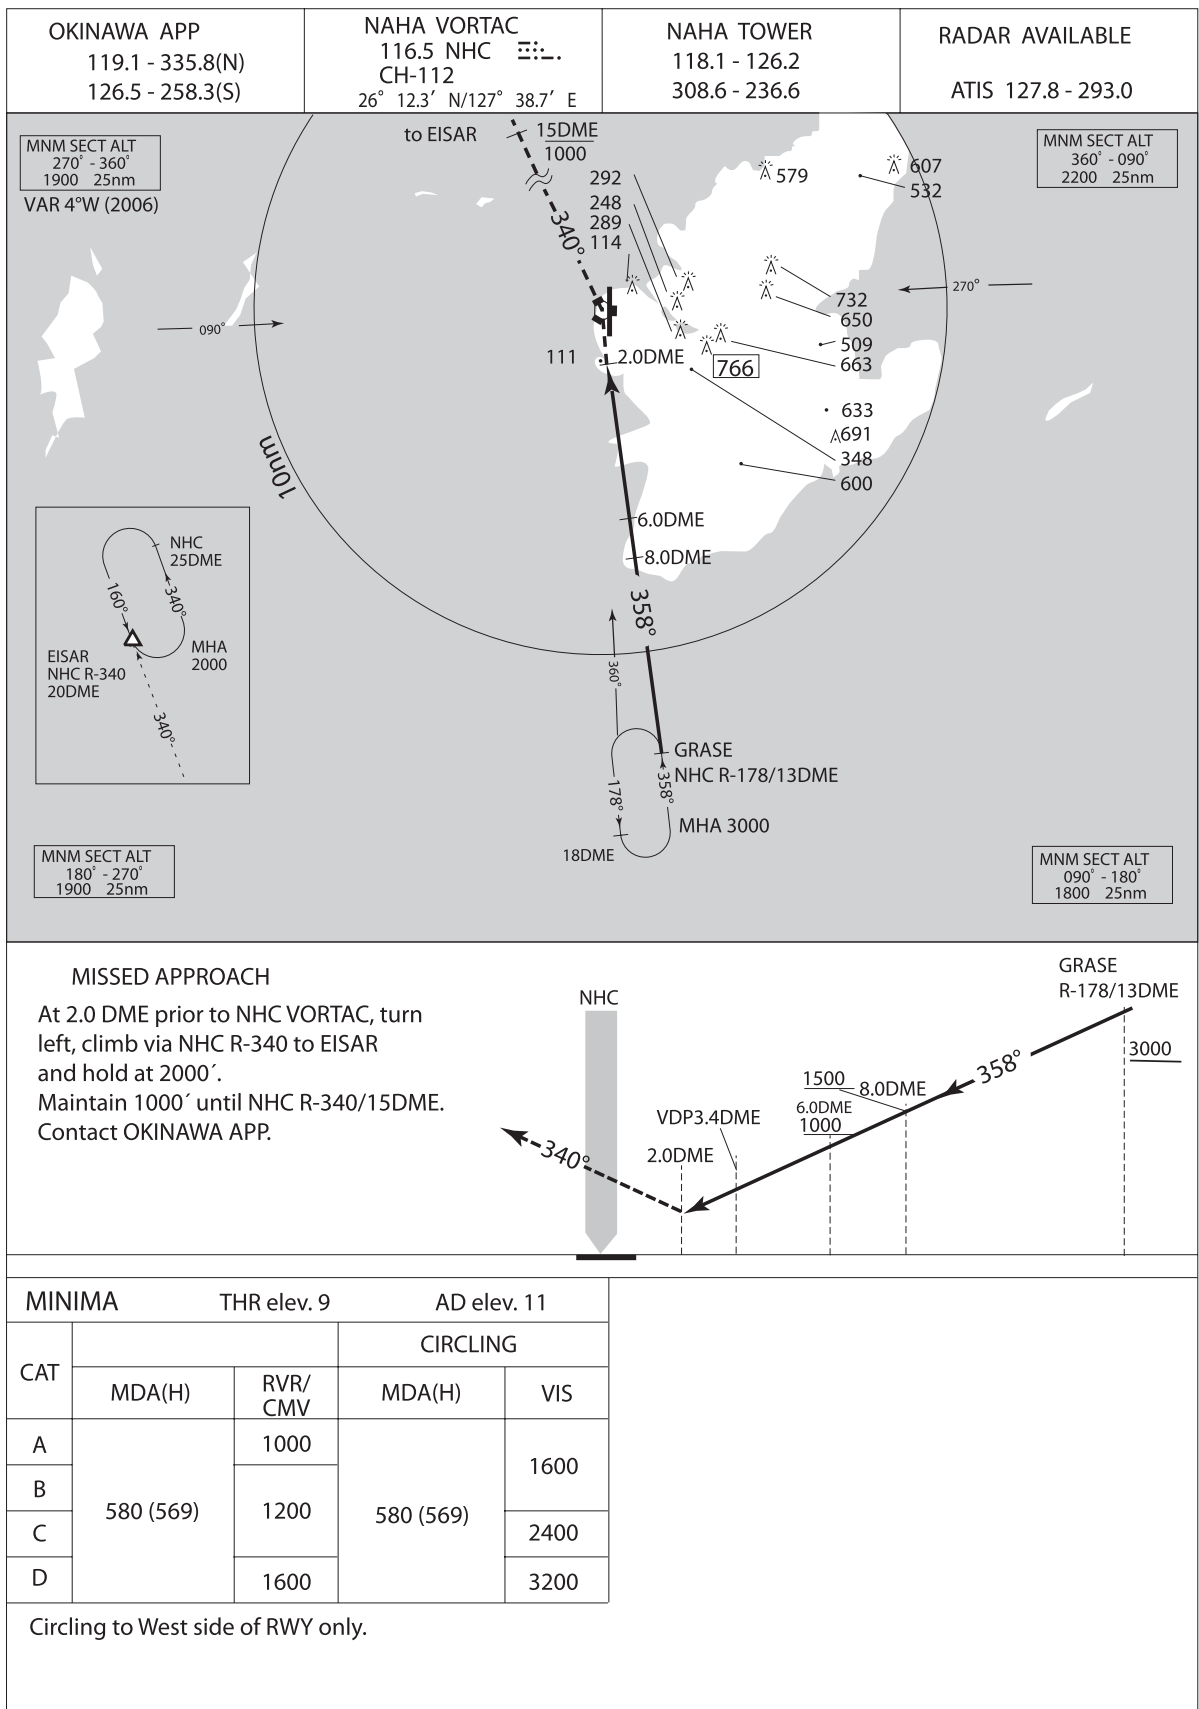 OKINAWA APP
119.1 - 335.8(N)
126.5 - 258.3(S)
NAHA VORTAC
116.5 NHC
CH-112
26° 12.3′ N/127° 38.7′ E
NAHA TOWER
118.1 - 126.2
308.6 - 236.6
RADAR AVAILABLE
ATIS 127.8 - 293.0
MNM SECT ALT
270° - 360°
1900 25nm
VAR 4°W (2006)
to EISAR
15DME
1000
MNM SECT ALT
360° - 090°
2200 25nm
292
248
289
114
579
607
532
340°
732
650
509
663
270°
090°
111
2.0DME
766
633
691
348
600
10nm
6.0DME
8.0DME
358°
NHC
25DME
160°
340°
MHA
2000
EISAR
NHC R-340
20DME
340°
360°
GRASE
NHC R-178/13DME
178°
358°
MHA 3000
18DME
MNM SECT ALT
180° - 270°
1900 25nm
MNM SECT ALT
090° - 180°
1800 25nm
MISSED APPROACH
At 2.0 DME prior to NHC VORTAC, turn
left, climb via NHC R-340 to EISAR
and hold at 2000′.
Maintain 1000′ until NHC R-340/15DME.
Contact OKINAWA APP.
NHC
GRASE
R-178/13DME
3000
358°
1500
8.0DME
6.0DME
1000
VDP3.4DME
2.0DME
340°
MINIMA THR elev. 9 AD elev. 11
CAT
CIRCLING
MDA(H)
RVR/
CMV
MDA(H)
VIS
A
1000
1600
B
580 (569)
1200
580 (569)
C
2400
D
1600
3200
Circling to West side of RWY only.